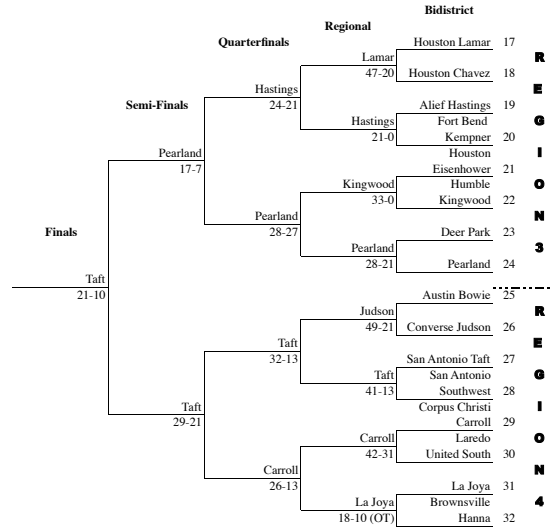 Bidistrict
Regional
Quarterfinals
Houston Lamar 17
Lamar
47-20
Houston Chavez 18
Hastings
24-21
Semi-Finals
Alief Hastings 19
Hastings
21-0
Fort Bend
Kempner 20
Pearland
17-7
Houston
Eisenhower 21
Kingwood
33-0
Humble
Kingwood 22
Pearland
28-27
Finals
Deer Park 23
Pearland
28-21
Pearland 24
REGION 3
Taft
21-10
Austin Bowie 25
Judson
49-21
Converse Judson 26
Taft
32-13
San Antonio Taft 27
Taft
41-13
San Antonio
Southwest 28
Taft
29-21
Corpus Christi
Carroll 29
Carroll
42-31
Laredo
United South 30
Carroll
26-13
La Joya 31
La Joya
18-10 (OT)
Brownsville
Hanna 32
REGION 4